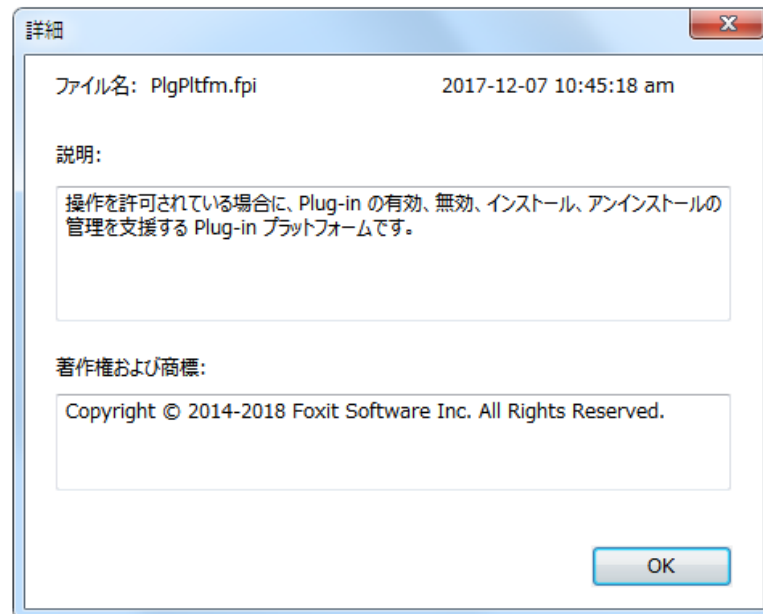 詳細
ファイル名: PlgPltfm.fpi 2017-12-07 10:45:18 am
説明:
操作を許可されている場合に、Plug-in の有効、無効、インストール、アンインストールの
管理を支援する Plug-in プラットフォームです。
著作権および商標:
Copyright © 2014-2018 Foxit Software Inc. All Rights Reserved.
OK